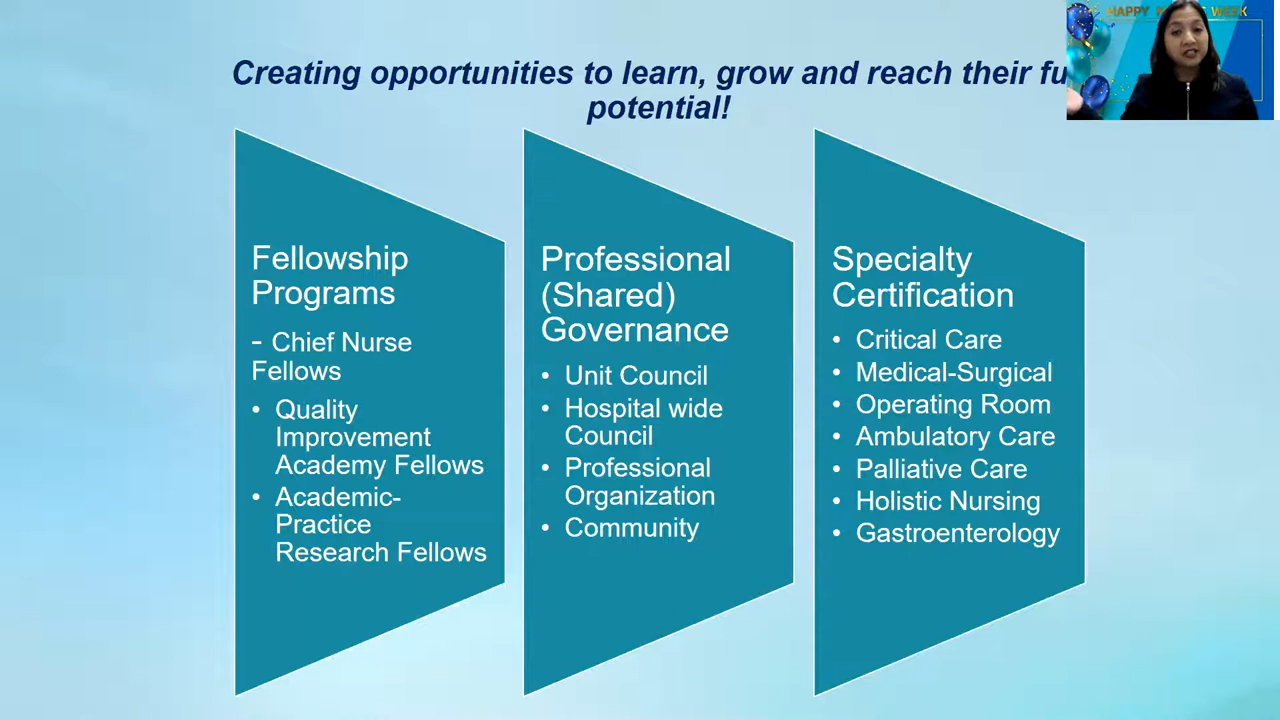 HAPPY WEEK
Creating opportunities to learn, grow and reach their
potential!
Fellowship
Programs
- Chief Nurse
Fellows
• Quality
Improvement
Academy Fellows
• Academic-
Practice
Research Fellows
Professional
(Shared)
Governance
• Unit Council
• Hospital wide
Council
• Professional
Organization
• Community
Specialty
Certification
• Critical Care
• Medical-Surgical
• Operating Room
• Ambulatory Care
• Palliative Care
• Holistic Nursing
• Gastroenterology